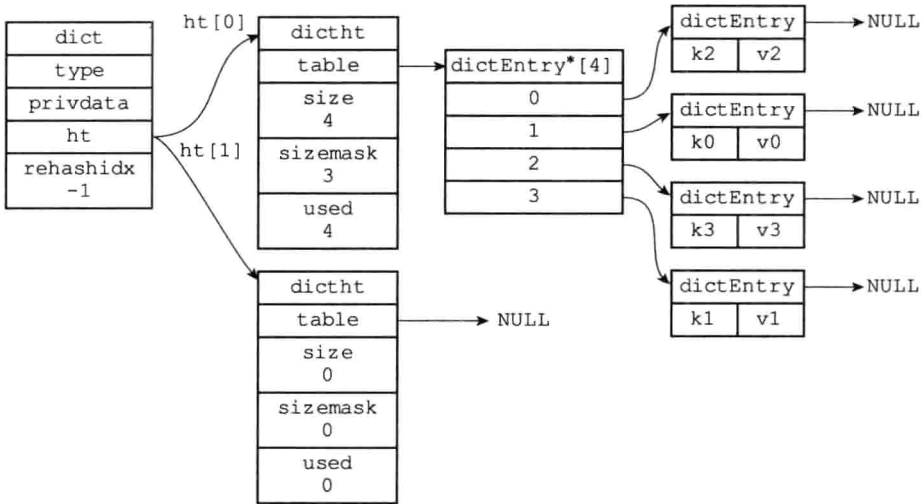 dict
type
privdata
ht
rehashidx
-1
ht[0]
ht[1]
dictht
table
size
4
sizemask
3
used
4
dictht
table
size
0
sizemask
0
used
0
NULL
dictEntry*[4]
0
1
2
3
dictEntry
k2 v2
NULL
dictEntry
k0 v0
NULL
dictEntry
k3 v3
NULL
dictEntry
k1 v1
NULL